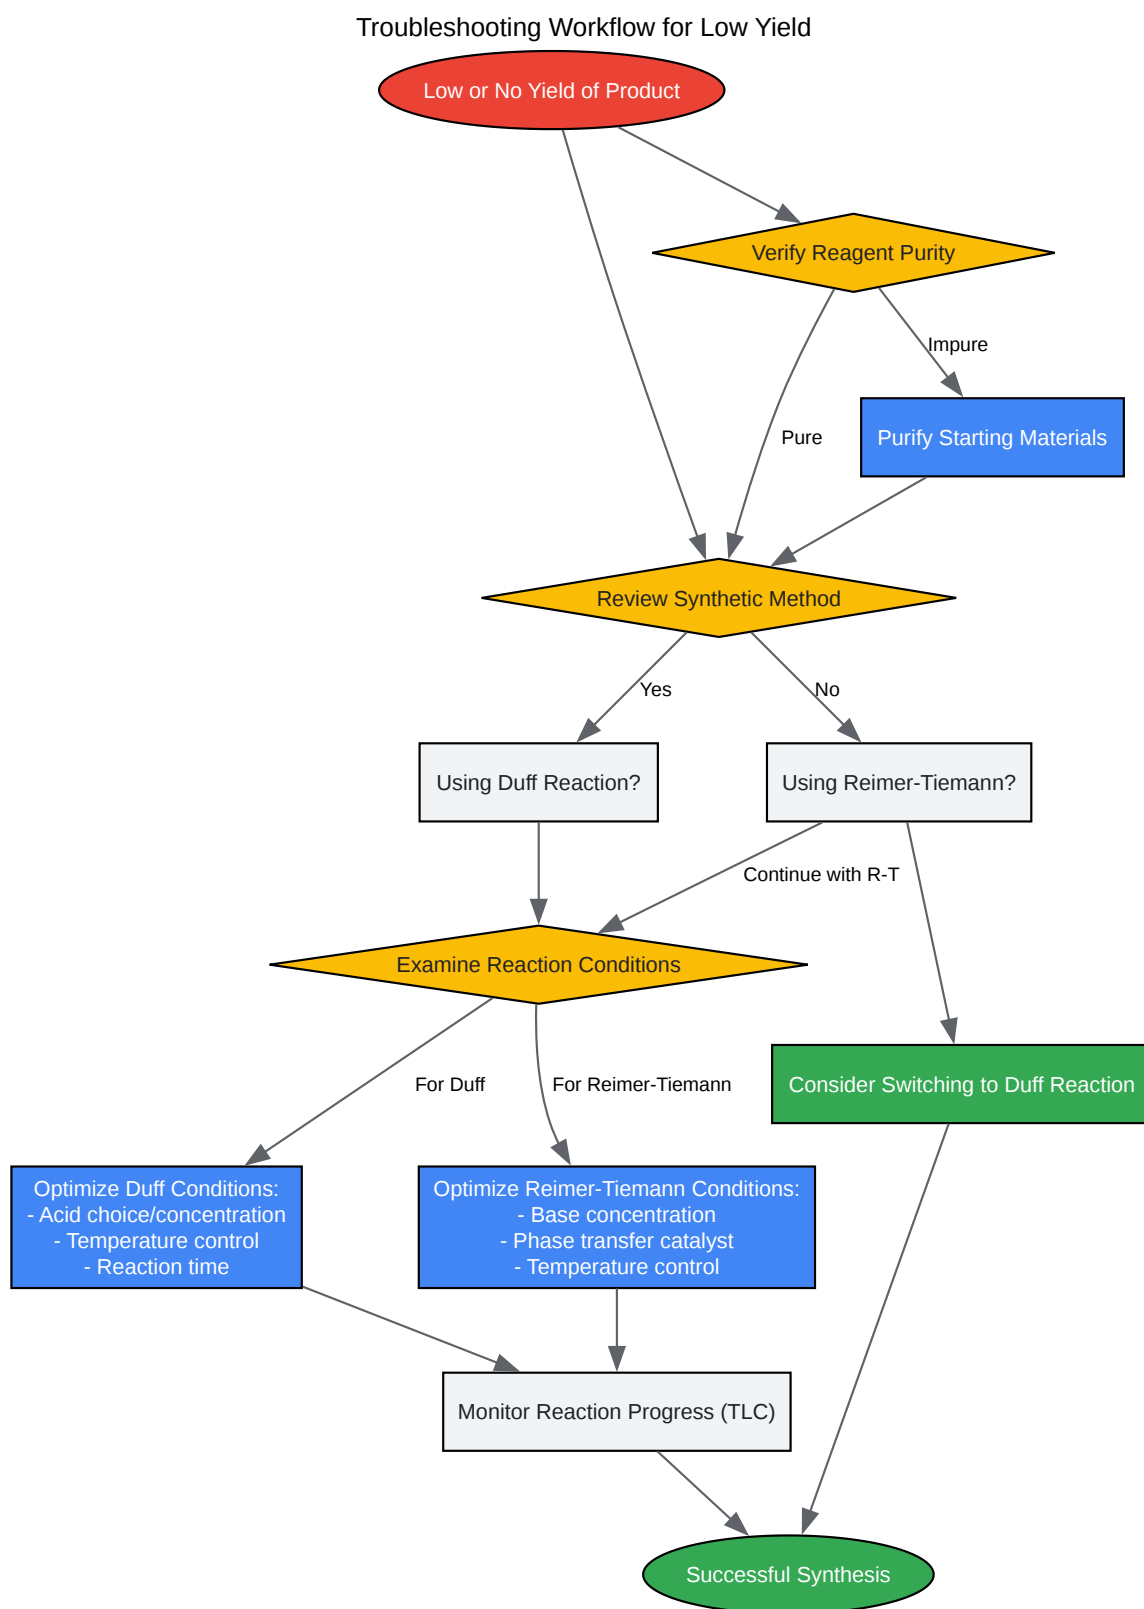 Troubleshooting Workflow for Low Yield
Low or No Yield of Product
Verify Reagent Purity
Impure
Pure
Purify Starting Materials
Review Synthetic Method
Yes
No
Using Duff Reaction?
Using Reimer-Tiemann?
Continue with R-T
Examine Reaction Conditions
For Duff
For Reimer-Tiemann
Consider Switching to Duff Reaction
Optimize Duff Conditions:
- Acid choice/concentration
- Temperature control
- Reaction time
Optimize Reimer-Tiemann Conditions:
- Base concentration
- Phase transfer catalyst
- Temperature control
Monitor Reaction Progress (TLC)
Successful Synthesis